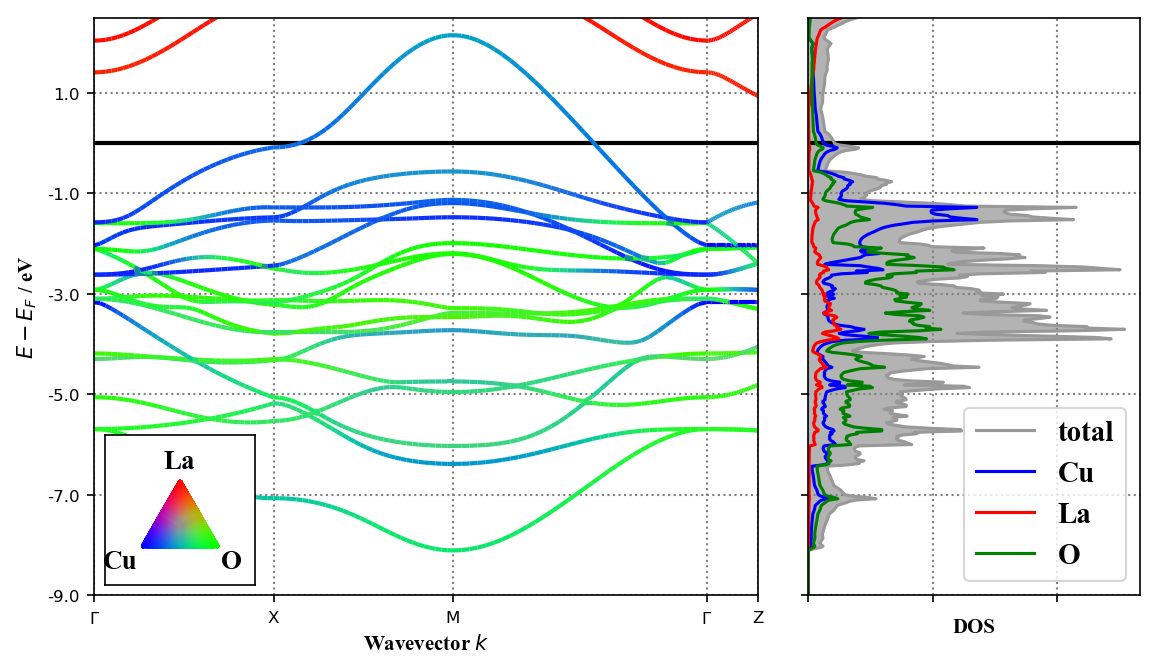 1.0
-1.0
-3.0
-5.0
-7.0
-9.0
E − E_F / eV
La
Cu
O
Γ
X
M
Γ
Z
Wavevector k
total
Cu
La
O
DOS